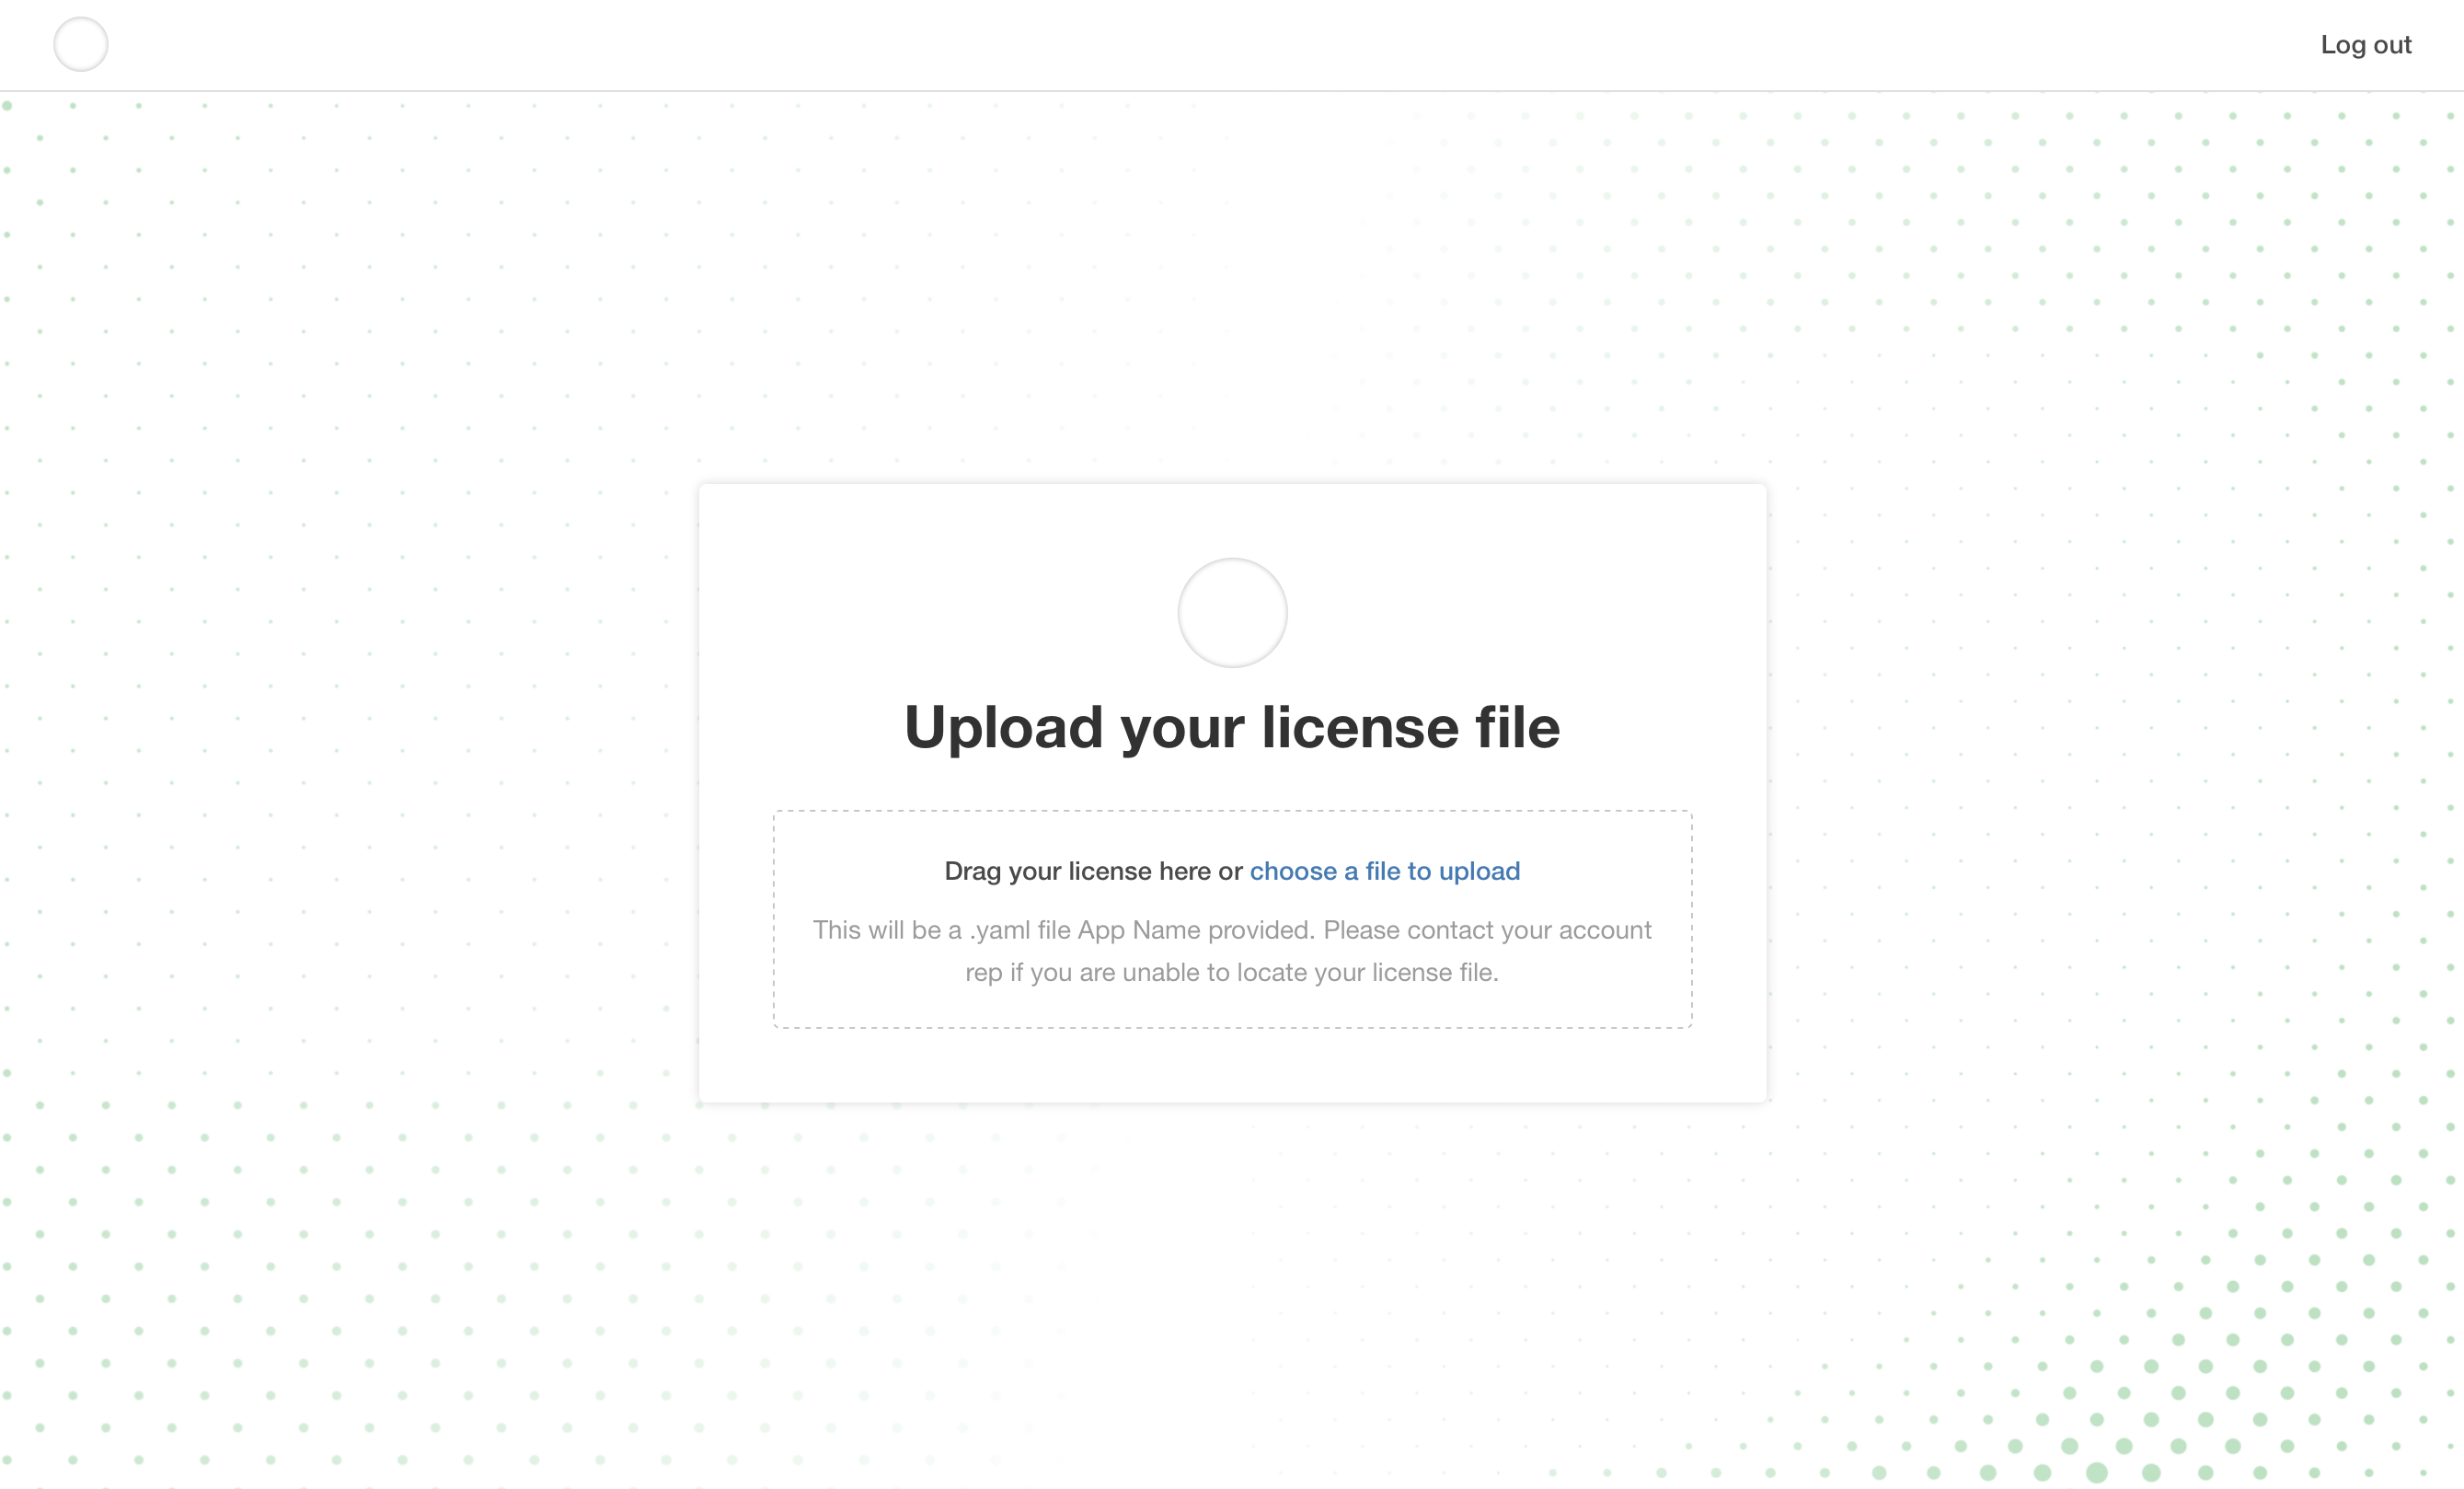 Log out
Upload your license file
Drag your license here or choose a file to upload
This will be a .yaml file App Name provided. Please contact your account
rep if you are unable to locate your license file.